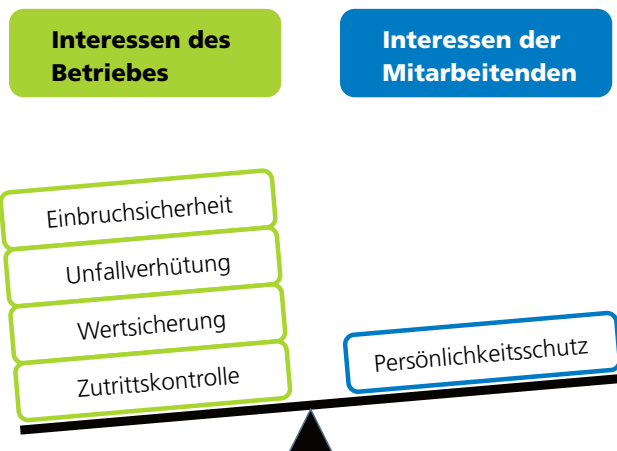 Interessen des
Betriebes
Interessen der
Mitarbeitenden
Einbruchsicherheit
Unfallverhütung
Wertsicherung
Zutrittskontrolle
Persönlichkeitsschutz